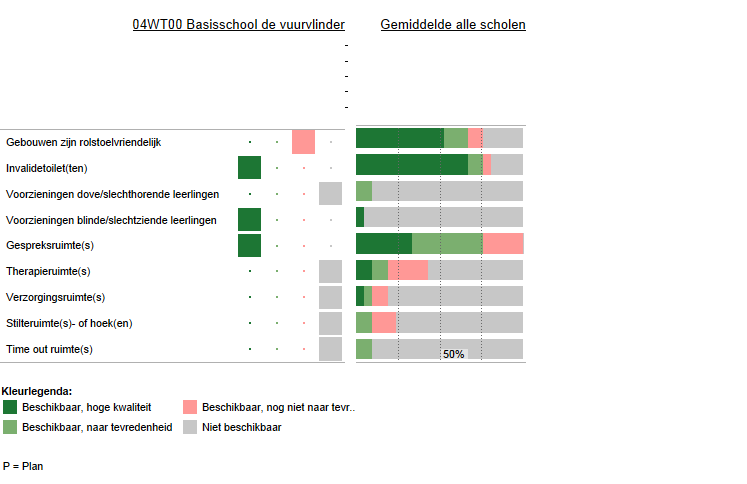 04WT00 Basisschool de vuurvlinder
Gemiddelde alle scholen
-
-
-
-
-
Gebouwen zijn rolstoelvriendelijk
Invalidetoilet(ten)
Voorzieningen dove/slechthorende leerlingen
Voorzieningen blinde/slechtziende leerlingen
Gespreksruimte(s)
Therapieruimte(s)
Verzorgingsruimte(s)
Stilteruimte(s)- of hoek(en)
Time out ruimte(s)
50%
Kleurlegenda:
Beschikbaar, hoge kwaliteit
Beschikbaar, nog niet naar tevr..
Beschikbaar, naar tevredenheid
Niet beschikbaar
P = Plan